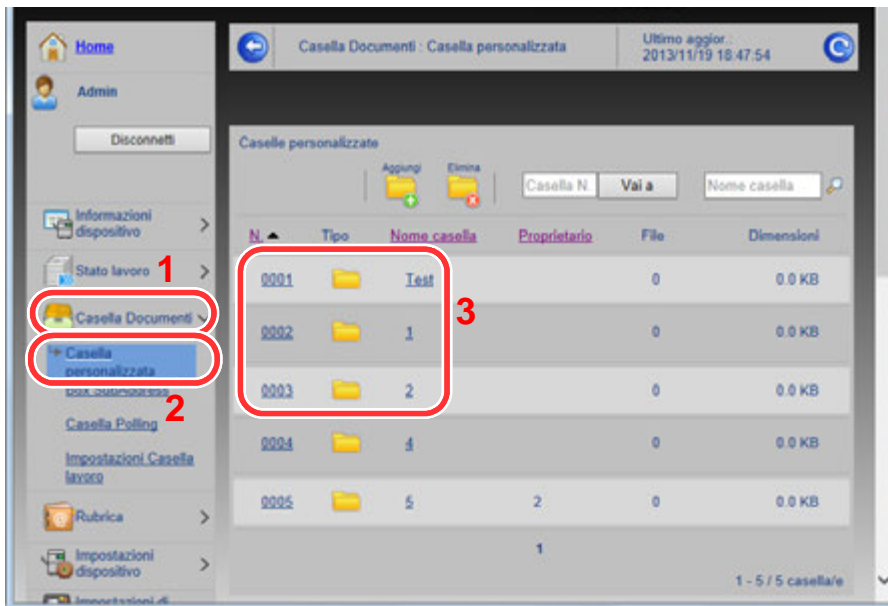 Home
Admin
Disconnetti
Informazioni
dispositivo
Stato lavoro
1
Casella Documenti
Casella
personalizzata
2
Box SubAddress
Casella Polling
Impostazioni Casella
lavoro
Rubrica
Impostazioni
dispositivo
Impostazioni di
Casella Documenti : Casella personalizzata
Ultimo aggior.:
2013/11/19 18:47:54
Caselle personalizzate
Aggiungi Elimina
Casella N. Vai a Nome casella
N. Tipo Nome casella Proprietario File Dimensioni
0001 Test 0 0.0 KB
3
0002 1 0 0.0 KB
0003 2 0 0.0 KB
0004 4 0 0.0 KB
0005 5 2 0 0.0 KB
1
1 - 5 / 5 casella/e